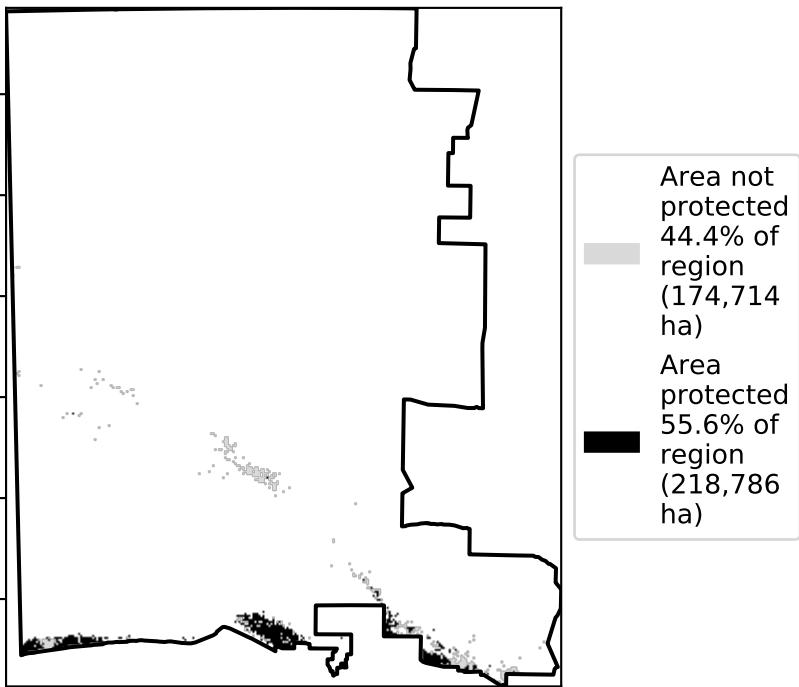 Area not
protected
44.4% of
region
(174,714
ha)
Area
protected
55.6% of
region
(218,786
ha)